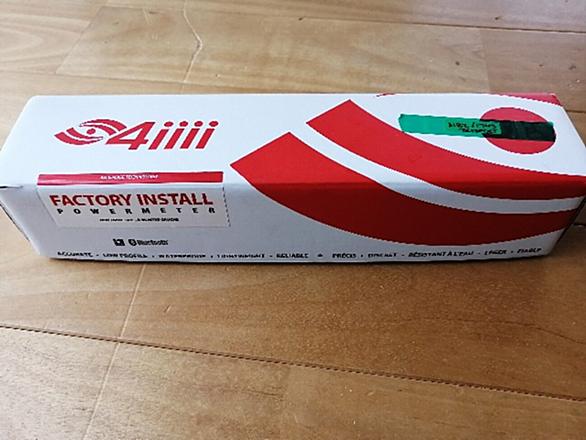 4iiii
FACTORY INSTALL
POWERMETER
Bluetooth
ACCURATE - LOW PROFILE - WATERPROOF - LIGHTWEIGHT - RELIABLE - PRÉCIS - DISCRET - RÉSISTANT À L'EAU - LÉGER - FIABLE